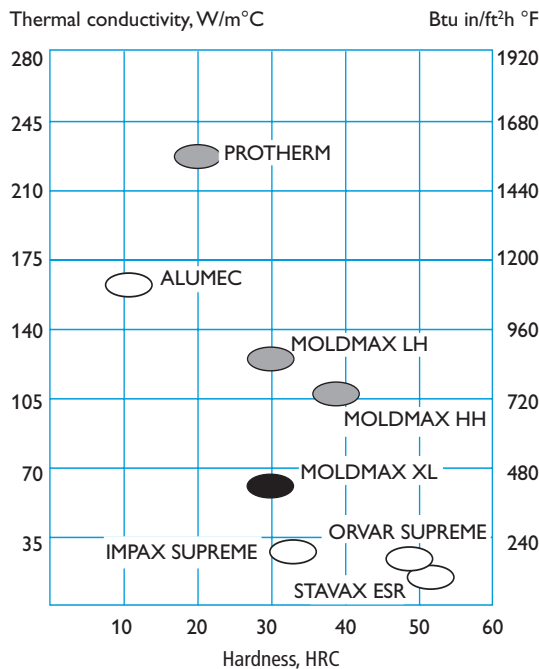 Thermal conductivity, W/m°C Btu in/ft²h °F
280 1920
245 1680
PROTHERM
210 1440
175 1200
ALUMEC
140 960
MOLDMAX LH
105 720
MOLDMAX HH
70 480
MOLDMAX XL
ORVAR SUPREME
35 240
IMPAX SUPREME
STAVAX ESR
10 20 30 40 50 60
Hardness, HRC